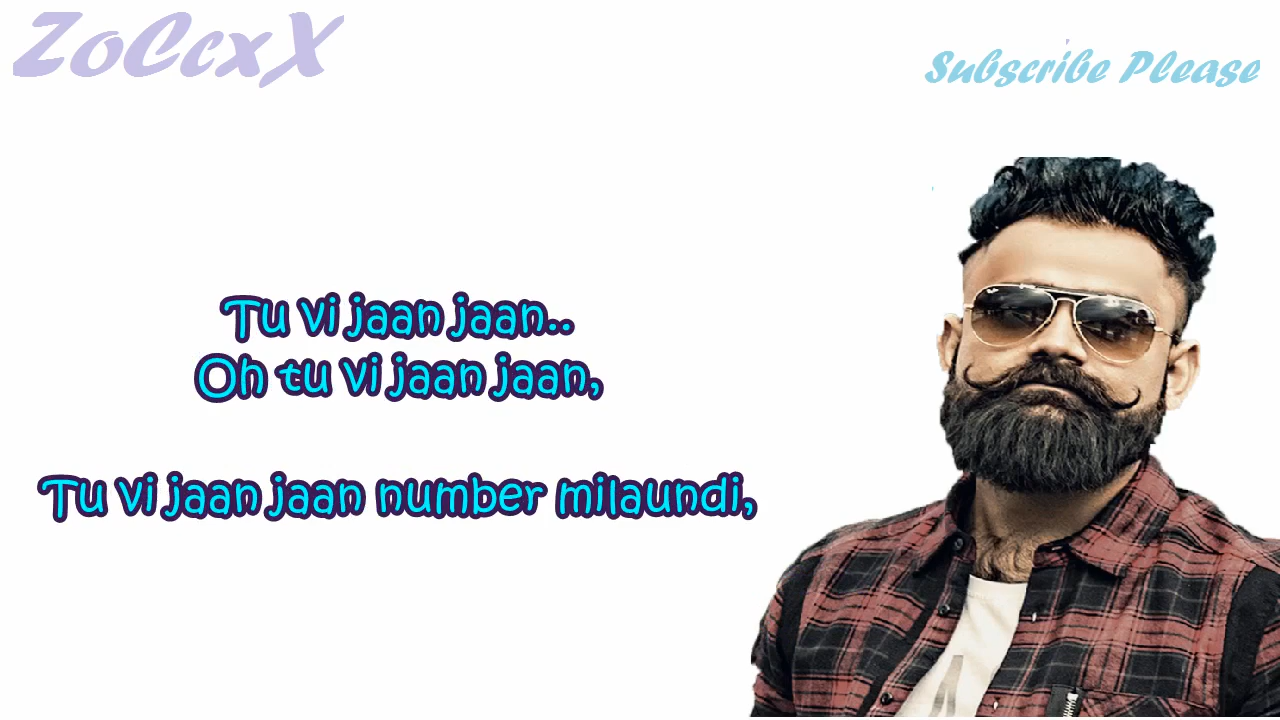 ZoCcxX
Subscribe Please
Tu vi jaan jaan..
Oh tu vi jaan jaan,
Tu vi jaan jaan number milaundi,